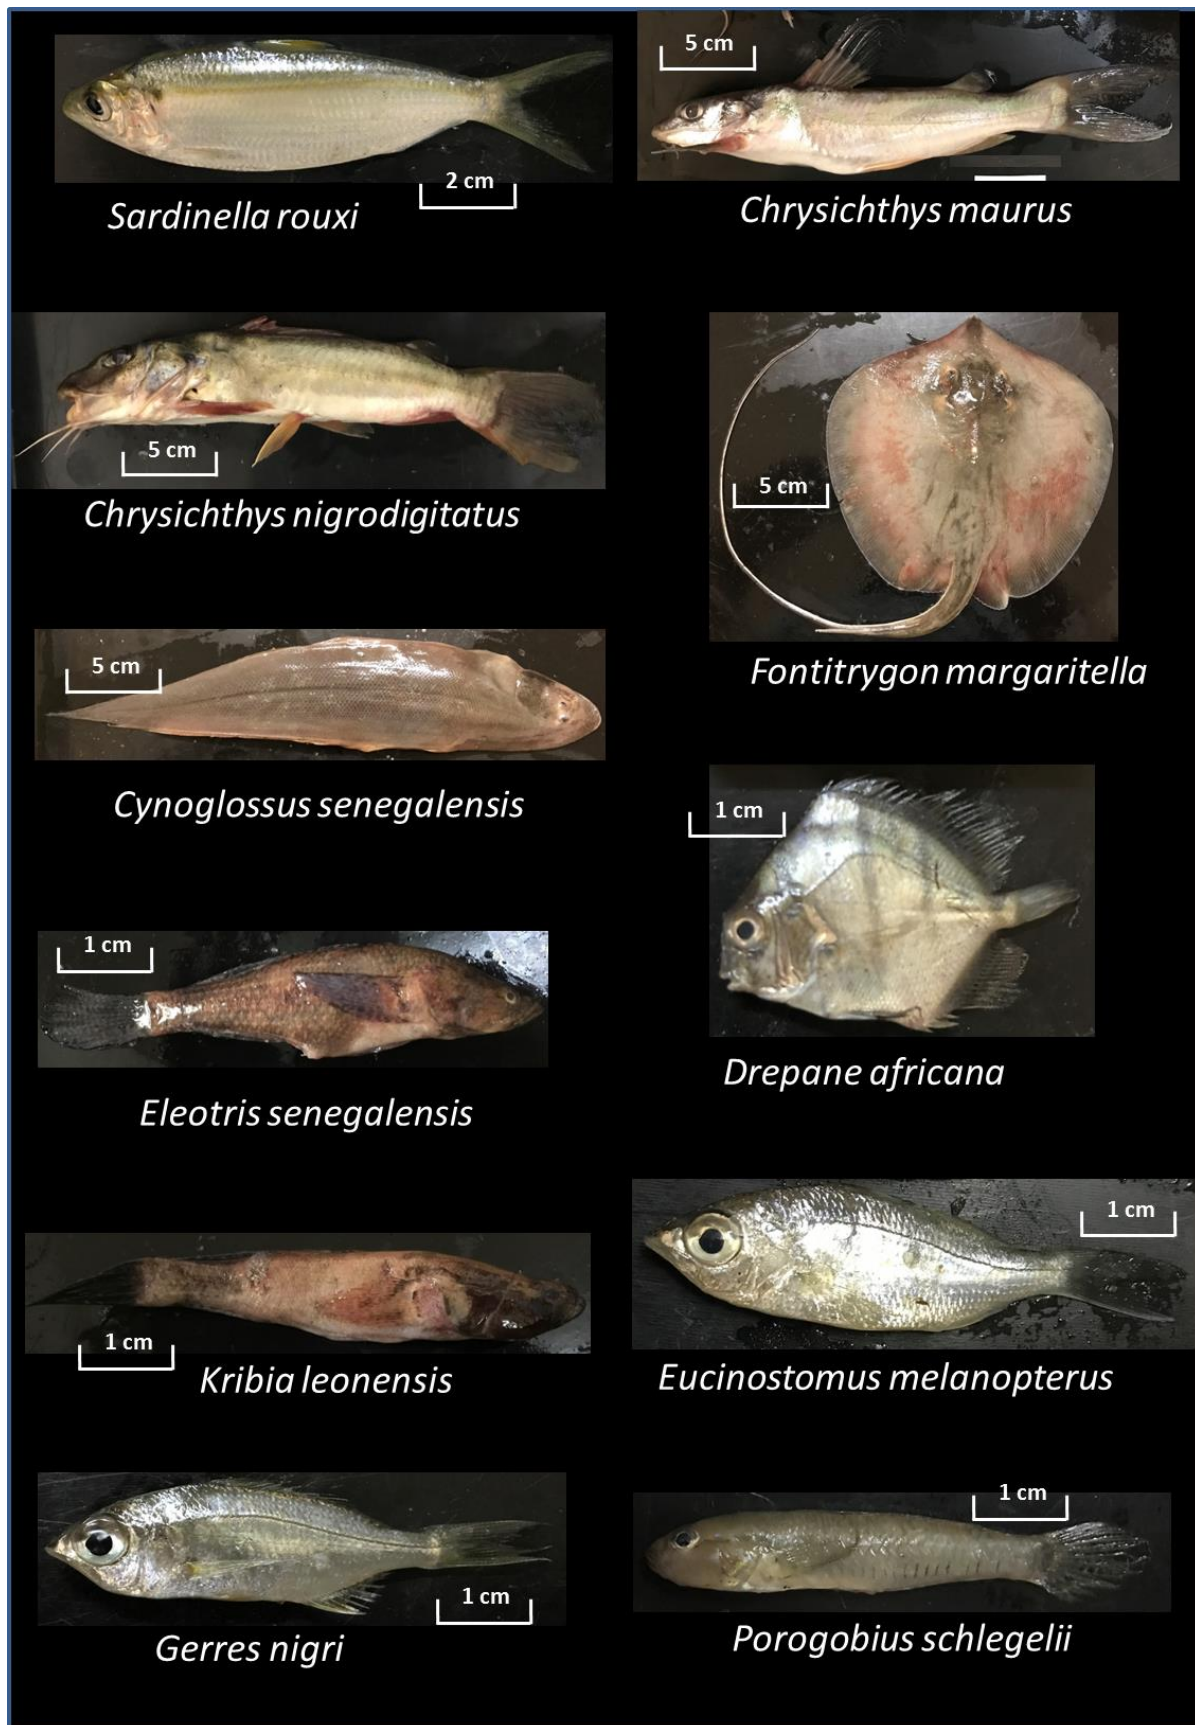 5 cm
2 cm
Sardinella rouxi
Chrysichthys maurus
5 cm
Chrysichthys nigrodigitatus
5 cm
Fontitrygon margaritella
5 cm
Cynoglossus senegalensis
1 cm
Drepane africana
1 cm
Eleotris senegalensis
1 cm
Eucinostomus melanopterus
1 cm
Kribia leonensis
1 cm
Gerres nigri
1 cm
Porogobius schlegelii